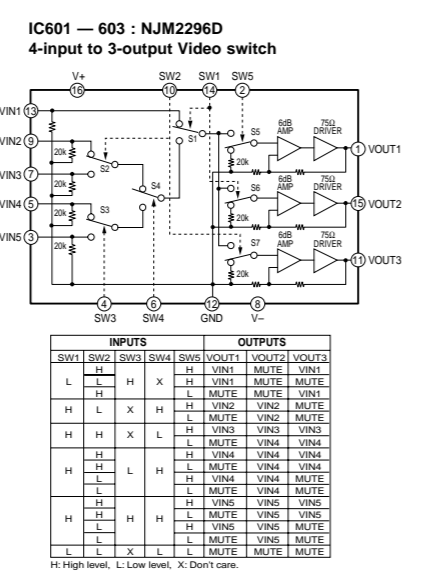 IC601 — 603 : NJM2296D
4-input to 3-output Video switch
V+ SW2 SW1 SW5
16 10 14 2
VIN1 13
VIN2 9
VIN3 7
VIN4 5
VIN5 3
20k
20k
20k
20k
S1
S2
S3
S4
S5
6dB AMP
75Ω DRIVER
1 VOUT1
20k
S6
6dB AMP
75Ω DRIVER
15 VOUT2
20k
S7
6dB AMP
75Ω DRIVER
11 VOUT3
20k
4 6 12 8
SW3 SW4 GND V–
INPUTS OUTPUTS
SW1 SW2 SW3 SW4 SW5 VOUT1 VOUT2 VOUT3
L H H X H VIN1 MUTE VIN1
L H VIN1 MUTE MUTE
H L MUTE MUTE VIN1
H L X H H VIN2 VIN2 MUTE
L MUTE VIN2 MUTE
H H X L H VIN3 VIN3 VIN3
L MUTE VIN4 MUTE
H H L H H VIN4 VIN4 VIN4
H L MUTE VIN4 VIN4
L H VIN4 VIN4 MUTE
L L MUTE VIN4 MUTE
H H H H H VIN5 VIN5 VIN5
H L MUTE VIN5 VIN5
L H VIN5 VIN5 MUTE
L L MUTE VIN5 MUTE
L L X L L MUTE MUTE MUTE
H: High level, L: Low level, X: Don't care.